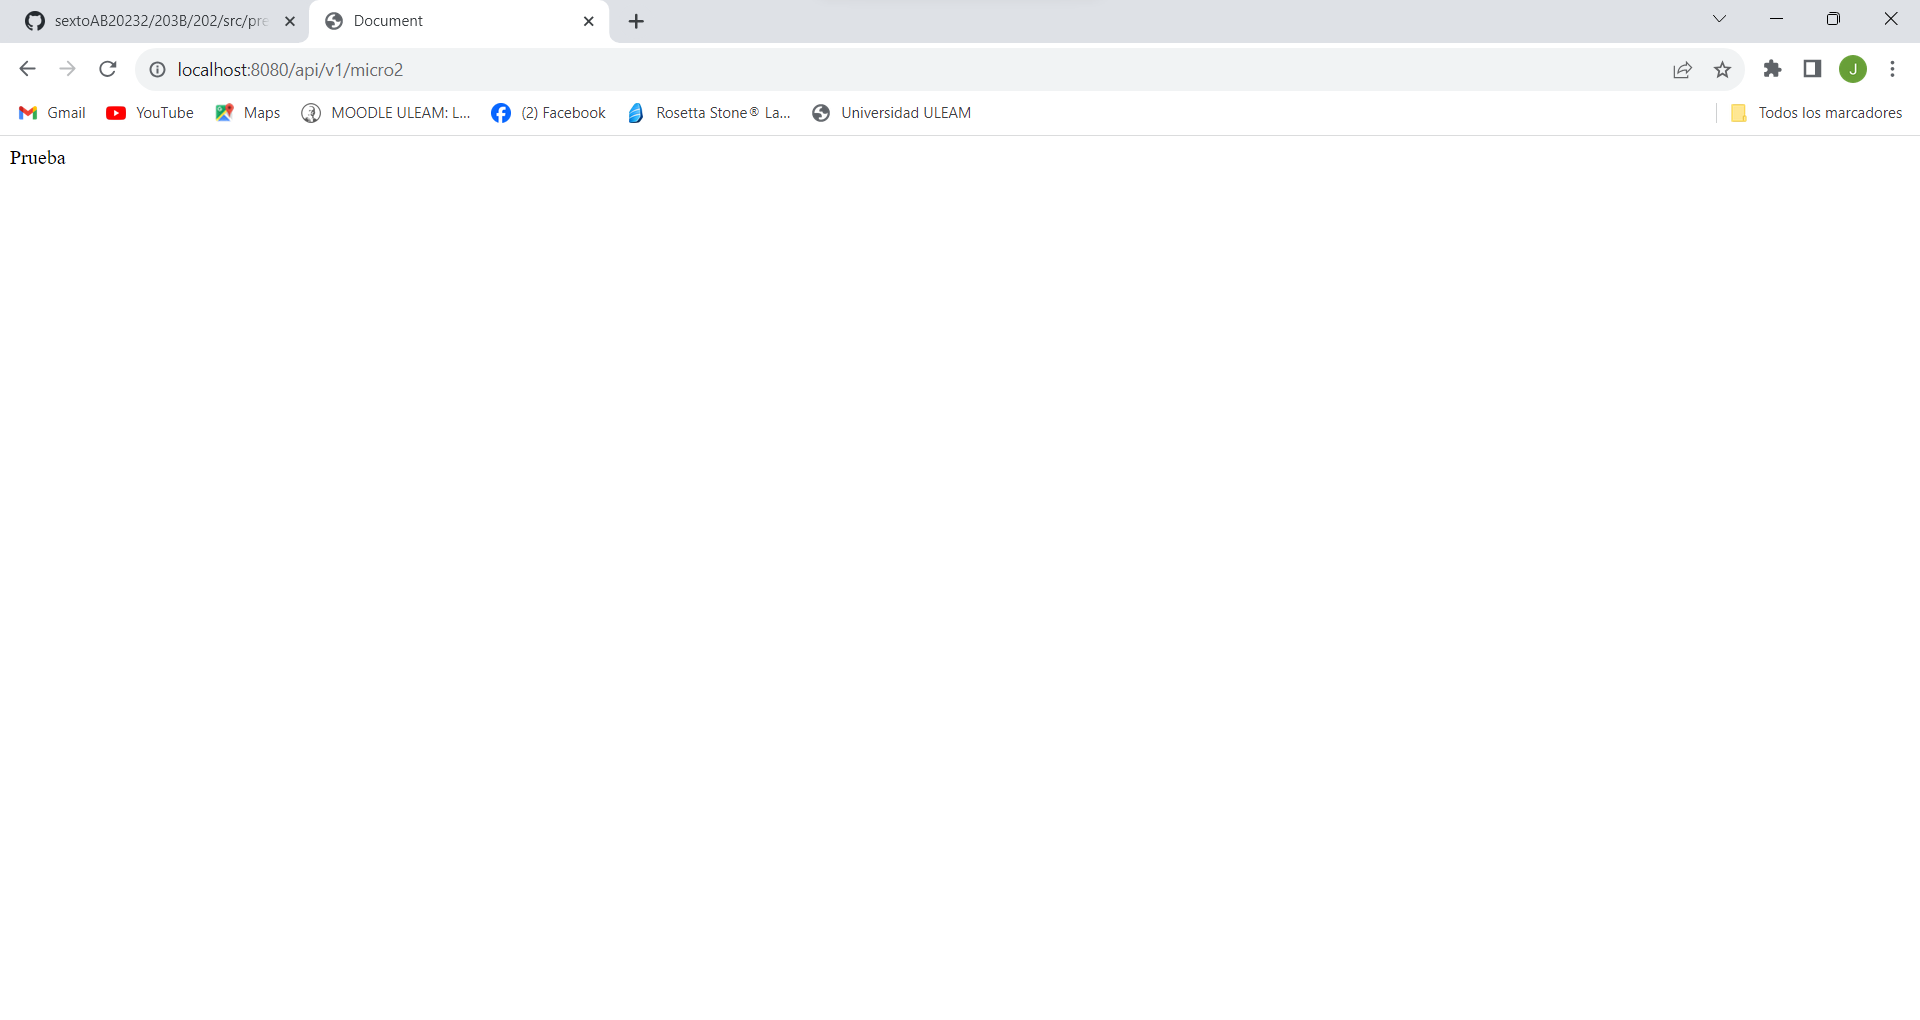 sextoAB20232/203B/202/src/pre
Document
localhost:8080/api/v1/micro2
J
Gmail
YouTube
Maps
MOODLE ULEAM: L...
(2) Facebook
Rosetta Stone® La...
Universidad ULEAM
Todos los marcadores
Prueba